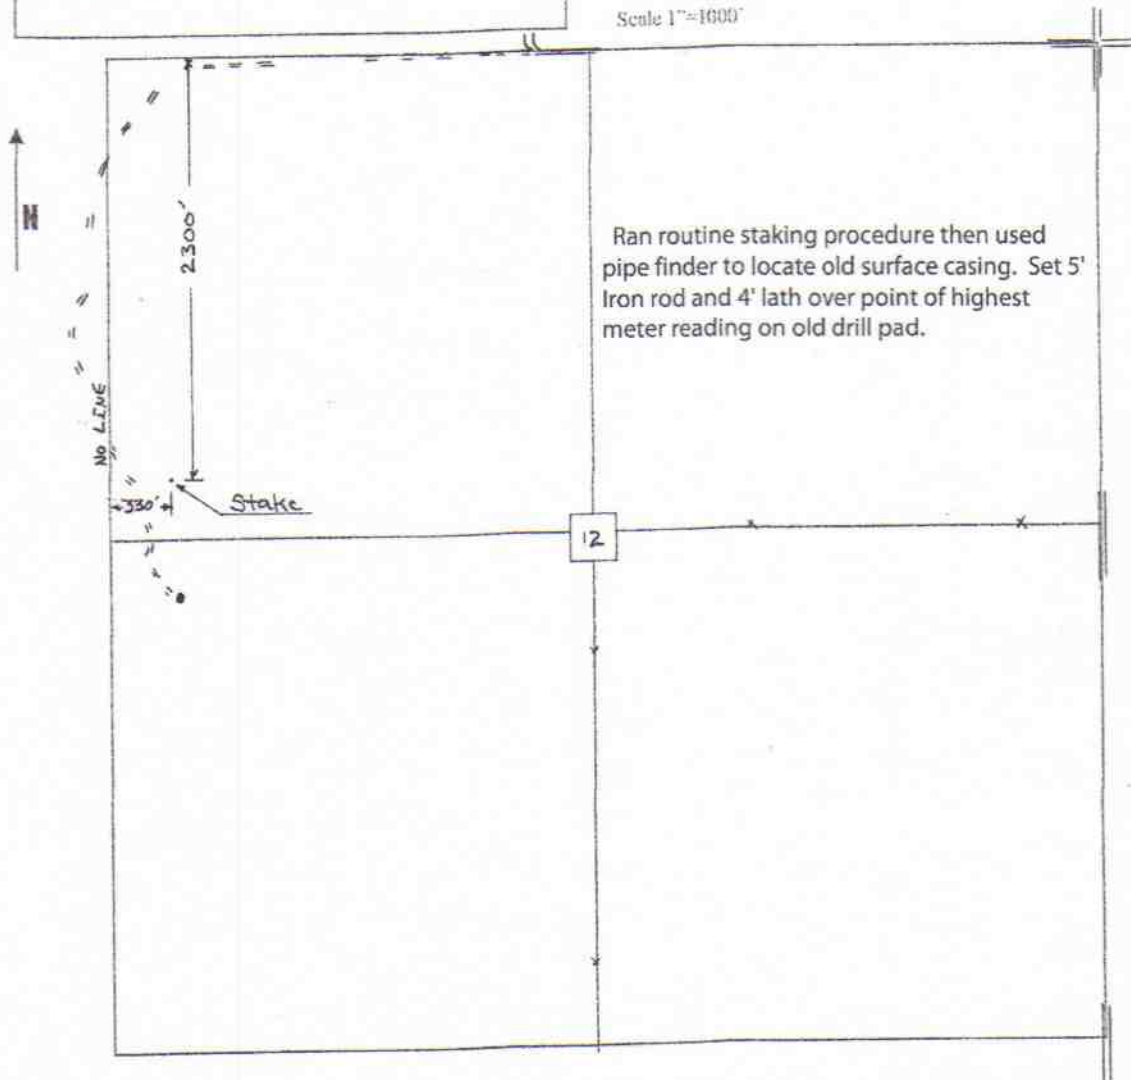 Scale 1"=1000'
N
2300'
Ran routine staking procedure then used
pipe finder to locate old surface casing. Set 5'
Iron rod and 4' lath over point of highest
meter reading on old drill pad.
NO LINE
330'
Stake
12